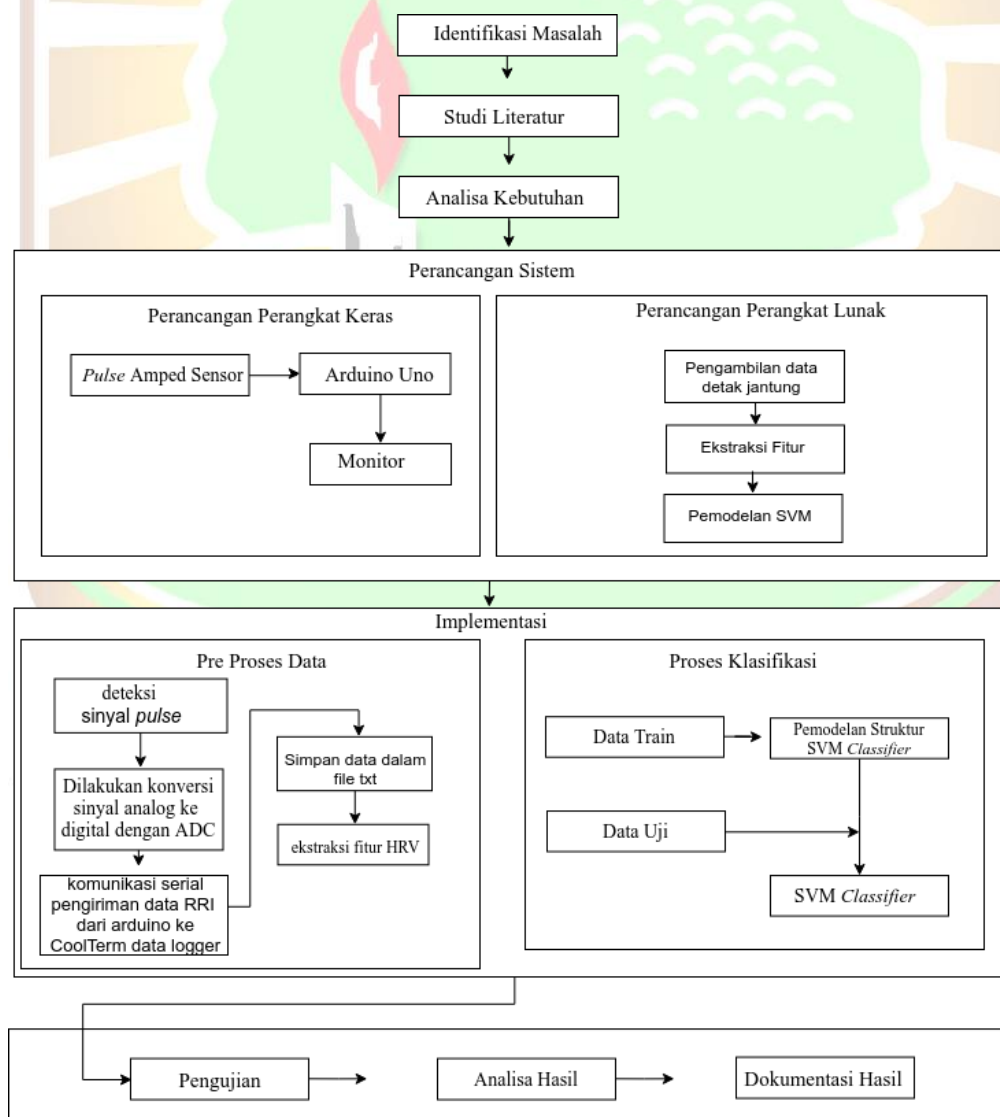 Identifikasi Masalah
Studi Literatur
Analisa Kebutuhan
Perancangan Sistem
Perancangan Perangkat Keras
Pulse Amped Sensor
Arduino Uno
Monitor
Perancangan Perangkat Lunak
Pengambilan data
detak jantung
Ekstraksi Fitur
Pemodelan SVM
Implementasi
Pre Proses Data
deteksi
sinyal pulse
Dilakukan konversi
sinyal analog ke
digital dengan ADC
komunikasi serial
pengiriman data RRI
dari arduino ke
CoolTerm data logger
Simpan data dalam
file txt
ekstraksi fitur HRV
Proses Klasifikasi
Data Train
Pemodelan Struktur
SVM Classifier
Data Uji
SVM Classifier
Pengujian
Analisa Hasil
Dokumentasi Hasil